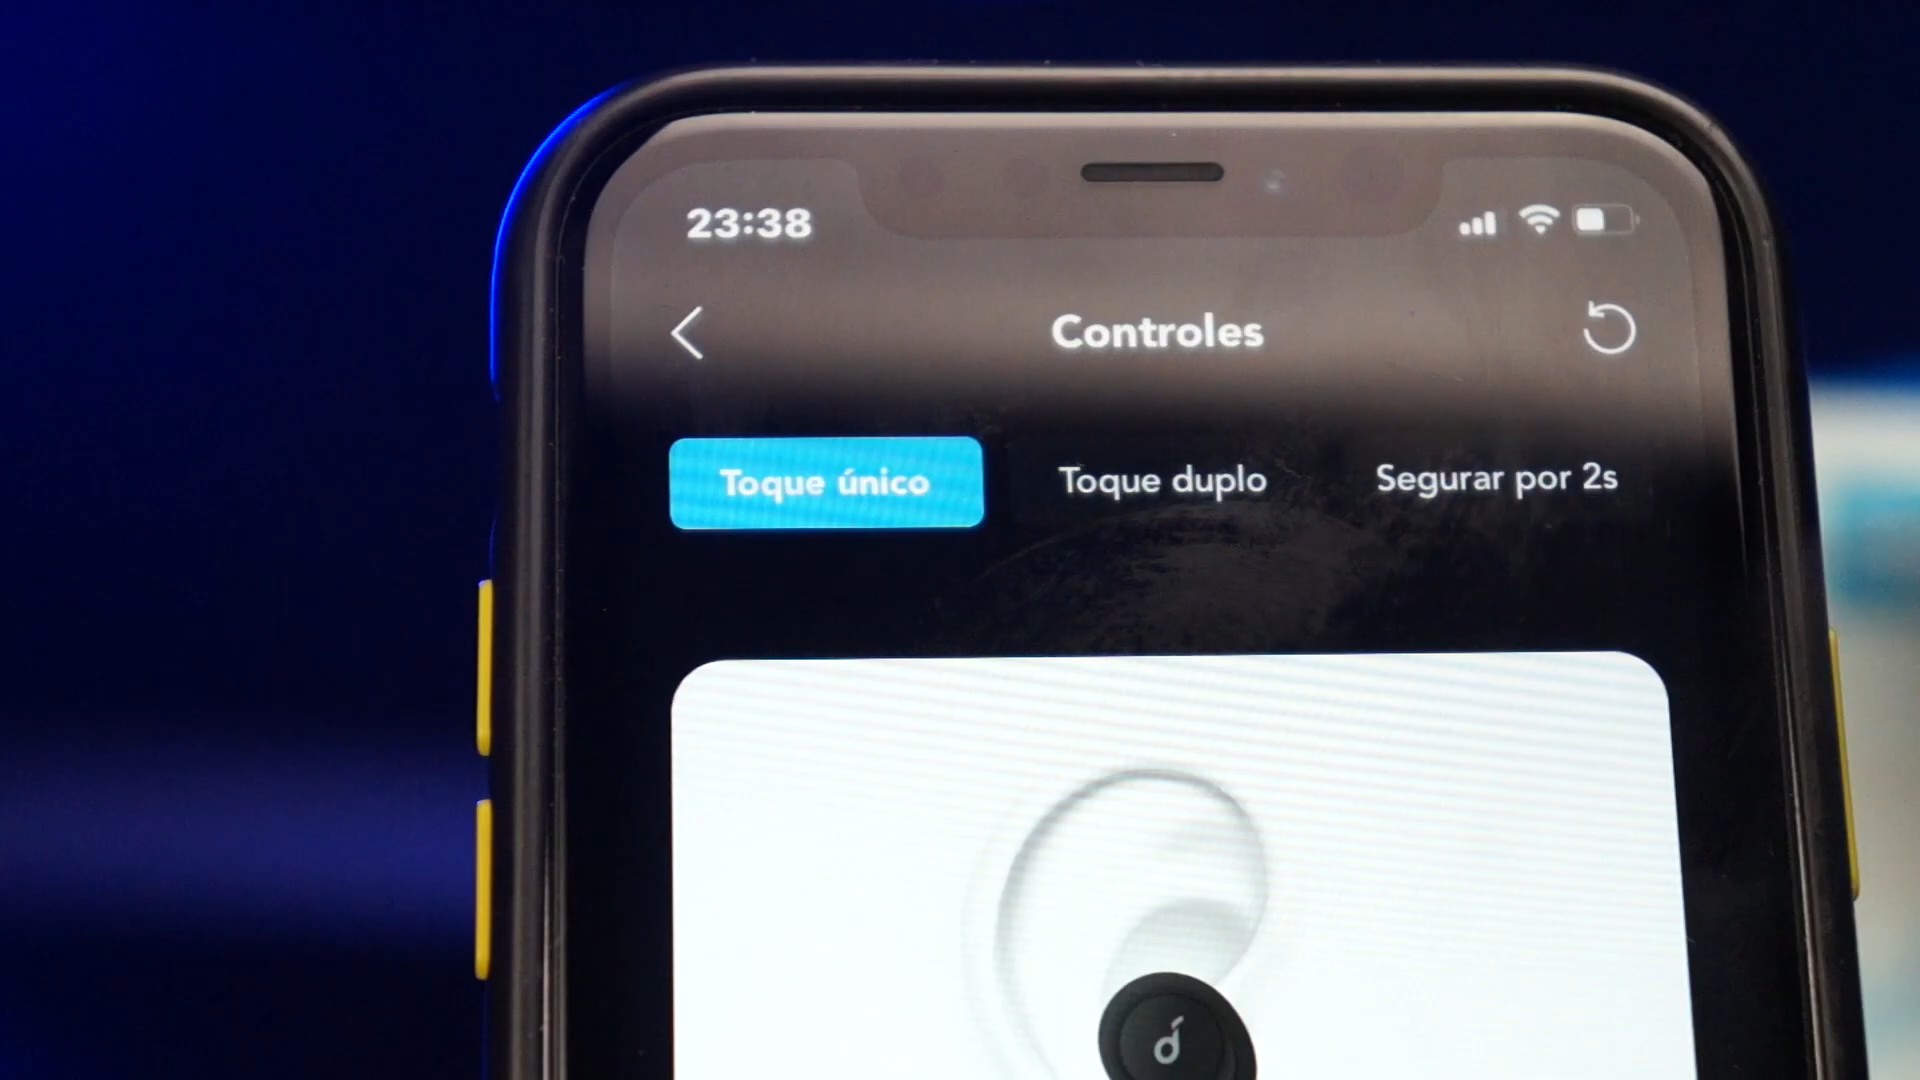 23:38
Controles
Toque único
Toque duplo
Segurar por 2s